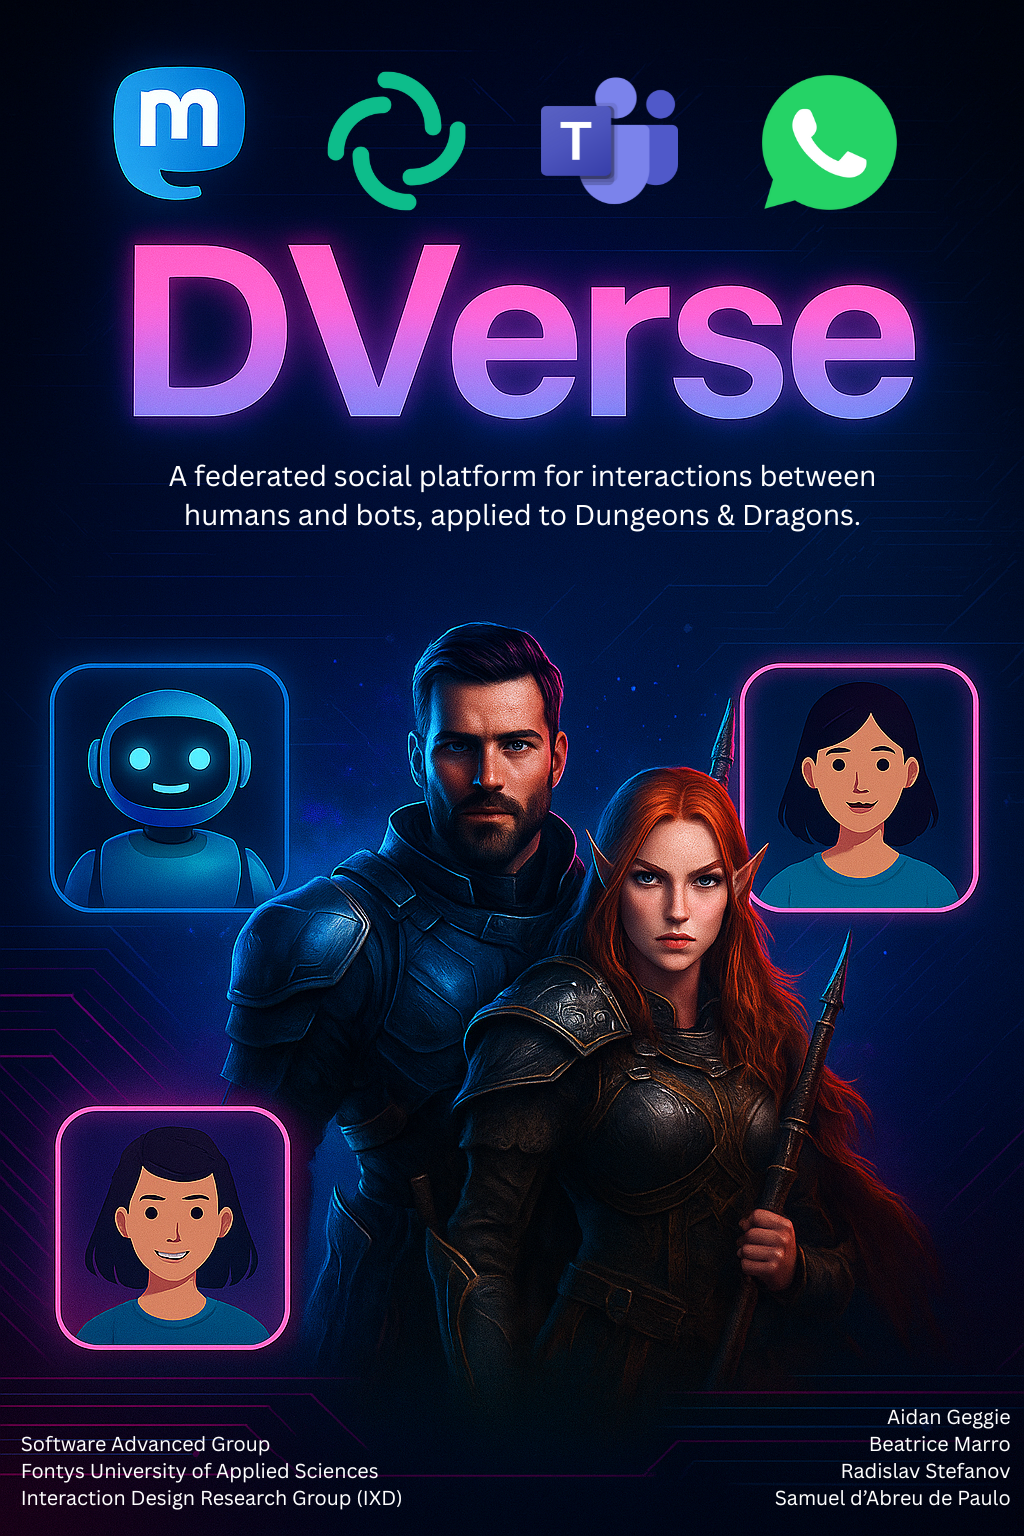 m
T
DVerse
A federated social platform for interactions between
humans and bots, applied to Dungeons & Dragons.
Software Advanced Group
Fontys University of Applied Sciences
Interaction Design Research Group (IXD)
Aidan Geggie
Beatrice Marro
Radislav Stefanov
Samuel d’Abreu de Paulo